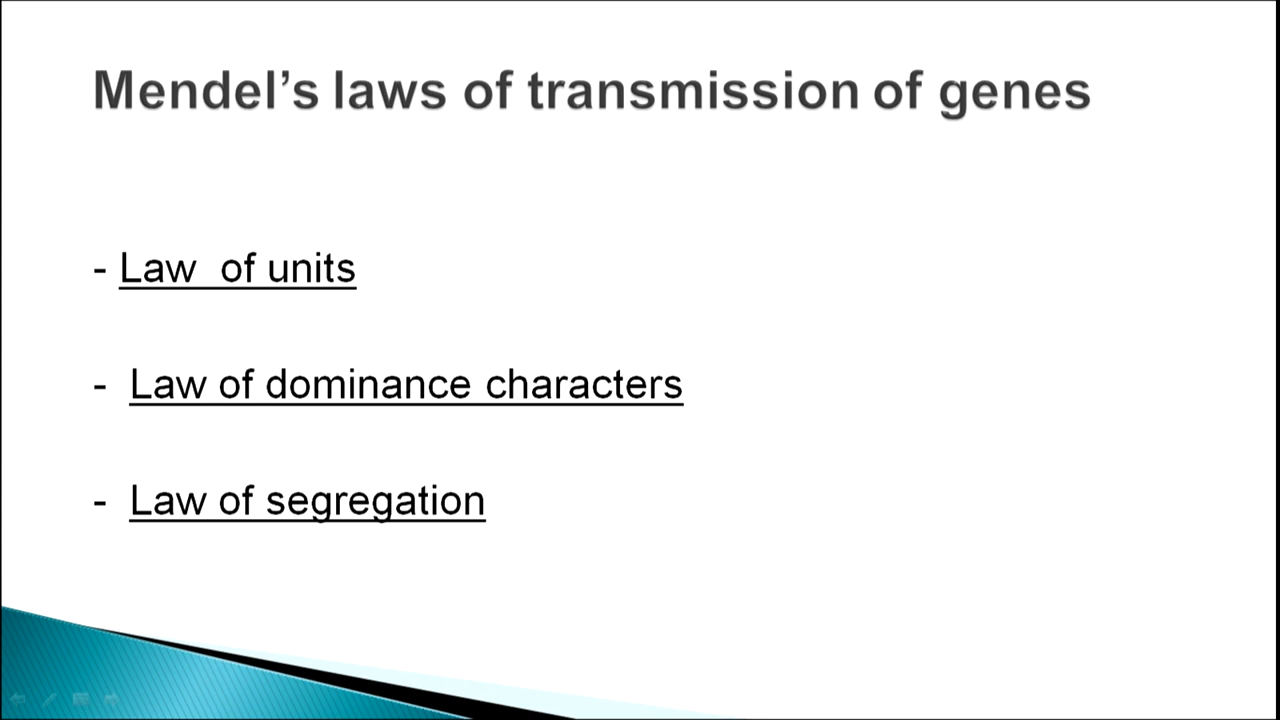 Mendel’s laws of transmission of genes
- Law  of units
-  Law of dominance characters
-  Law of segregation